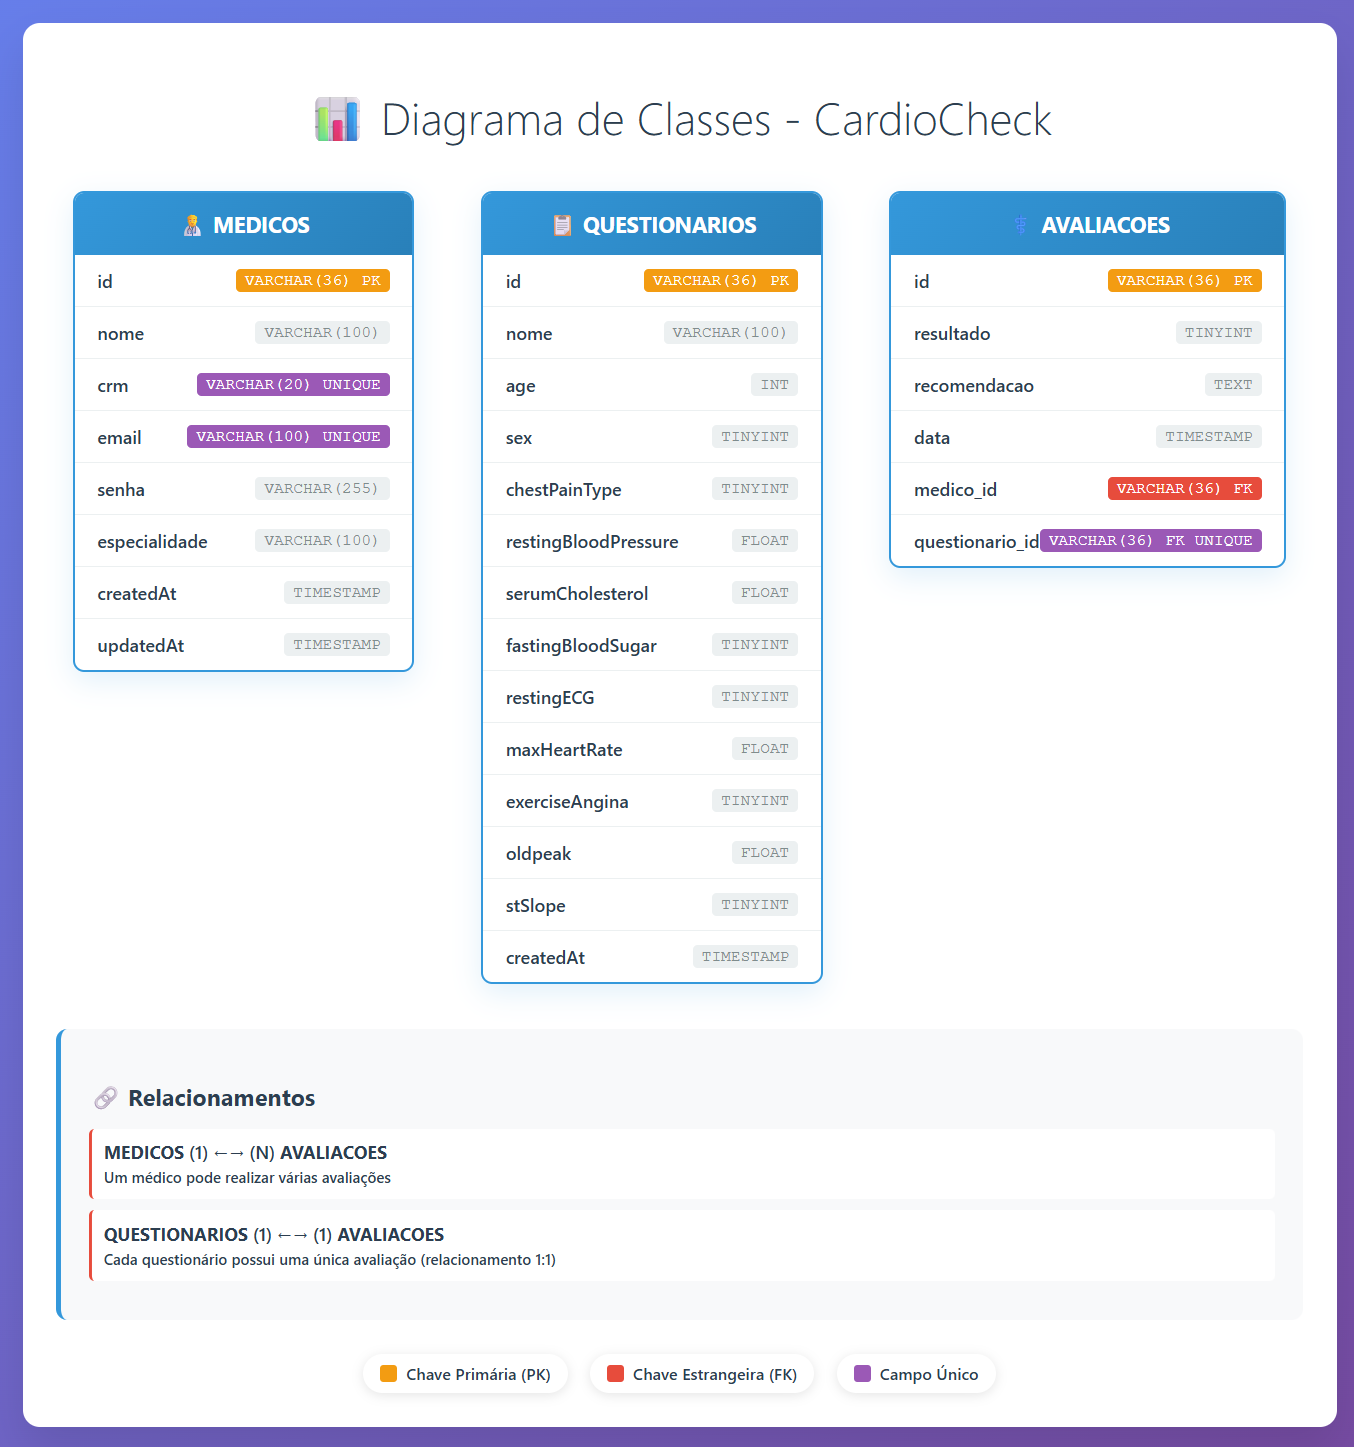 Diagrama de Classes - CardioCheck
MEDICOS
id VARCHAR(36) PK
nome VARCHAR(100)
crm VARCHAR(20) UNIQUE
email VARCHAR(100) UNIQUE
senha VARCHAR(255)
especialidade VARCHAR(100)
createdAt TIMESTAMP
updatedAt TIMESTAMP
QUESTIONARIOS
id VARCHAR(36) PK
nome VARCHAR(100)
age INT
sex TINYINT
chestPainType TINYINT
restingBloodPressure FLOAT
serumCholesterol FLOAT
fastingBloodSugar TINYINT
restingECG TINYINT
maxHeartRate FLOAT
exerciseAngina TINYINT
oldpeak FLOAT
stSlope TINYINT
createdAt TIMESTAMP
AVALIACOES
id VARCHAR(36) PK
resultado TINYINT
recomendacao TEXT
data TIMESTAMP
medico_id VARCHAR(36) FK
questionario_id VARCHAR(36) FK UNIQUE
Relacionamentos
MEDICOS (1) ←→ (N) AVALIACOES
Um médico pode realizar várias avaliações
QUESTIONARIOS (1) ←→ (1) AVALIACOES
Cada questionário possui uma única avaliação (relacionamento 1:1)
Chave Primária (PK)
Chave Estrangeira (FK)
Campo Único